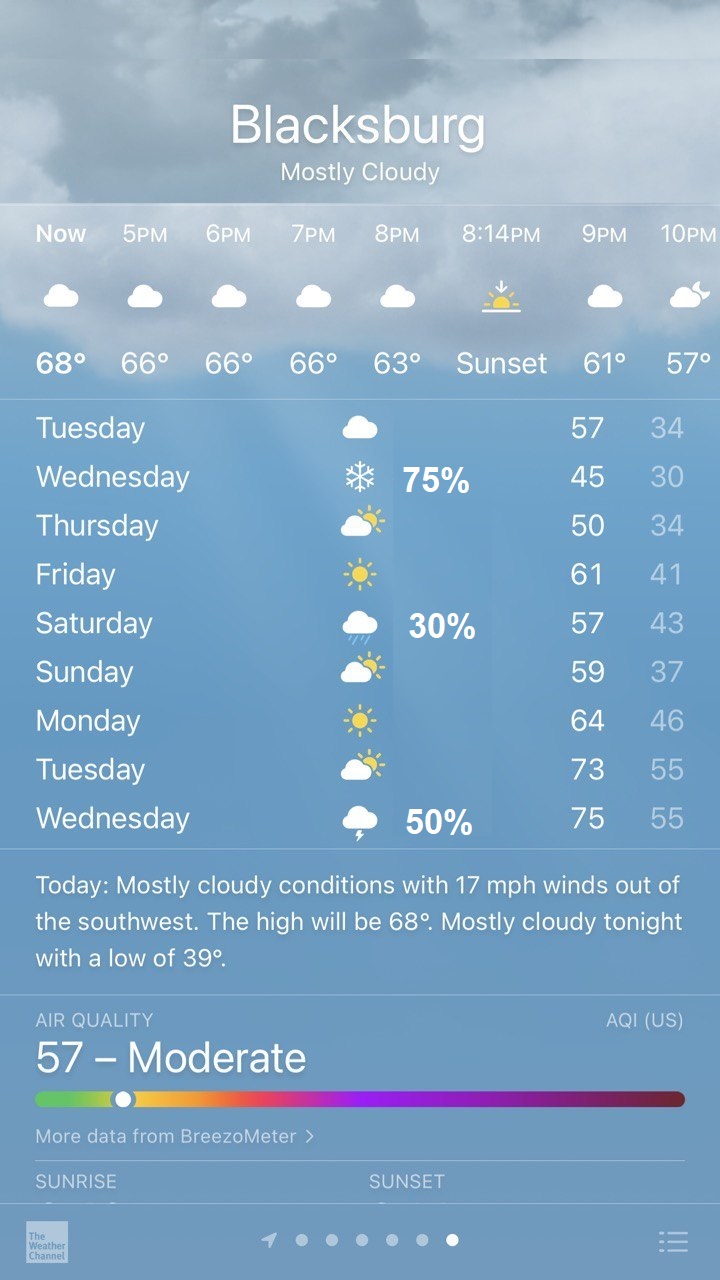 Blacksburg
Mostly Cloudy
Now 5PM 6PM 7PM 8PM 8:14PM 9PM 10PM
68° 66° 66° 66° 63° Sunset 61° 57°
Tuesday 57 34
Wednesday 75% 45 30
Thursday 50 34
Friday 61 41
Saturday 30% 57 43
Sunday 59 37
Monday 64 46
Tuesday 73 55
Wednesday 50% 75 55
Today: Mostly cloudy conditions with 17 mph winds out of
the southwest. The high will be 68°. Mostly cloudy tonight
with a low of 39°.
AIR QUALITY AQI (US)
57 – Moderate
More data from BreezoMeter >
SUNRISE SUNSET
The
Weather
Channel